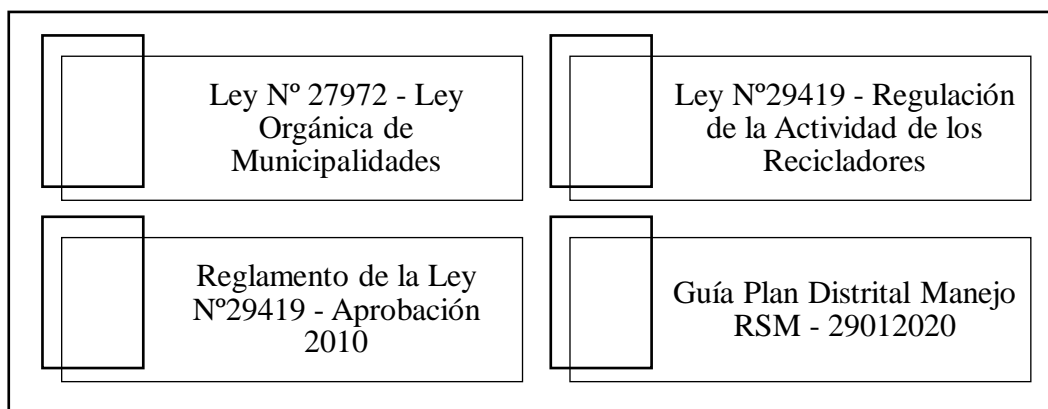 Ley Nº 27972 - Ley
Orgánica de
Municipalidades
Ley Nº29419 - Regulación
de la Actividad de los
Recicladores
Reglamento de la Ley
Nº29419 - Aprobación
2010
Guía Plan Distrital Manejo
RSM - 29012020